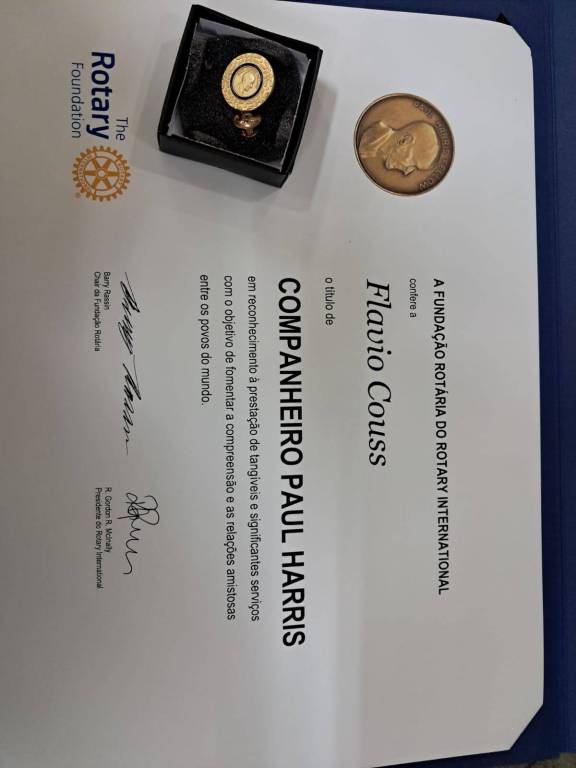 A FUNDAÇÃO ROTÁRIA DO ROTARY INTERNATIONAL
confere a
Flavio Couss
o título de
COMPANHEIRO PAUL HARRIS
em reconhecimento à prestação de tangíveis e significantes serviços
com o objetivo de fomentar a compreensão e as relações amistosas
entre os povos do mundo.
Barry Rassin
Chair da Fundação Rotária
R. Gordon R. McInally
Presidente do Rotary International
The
Rotary
Foundation